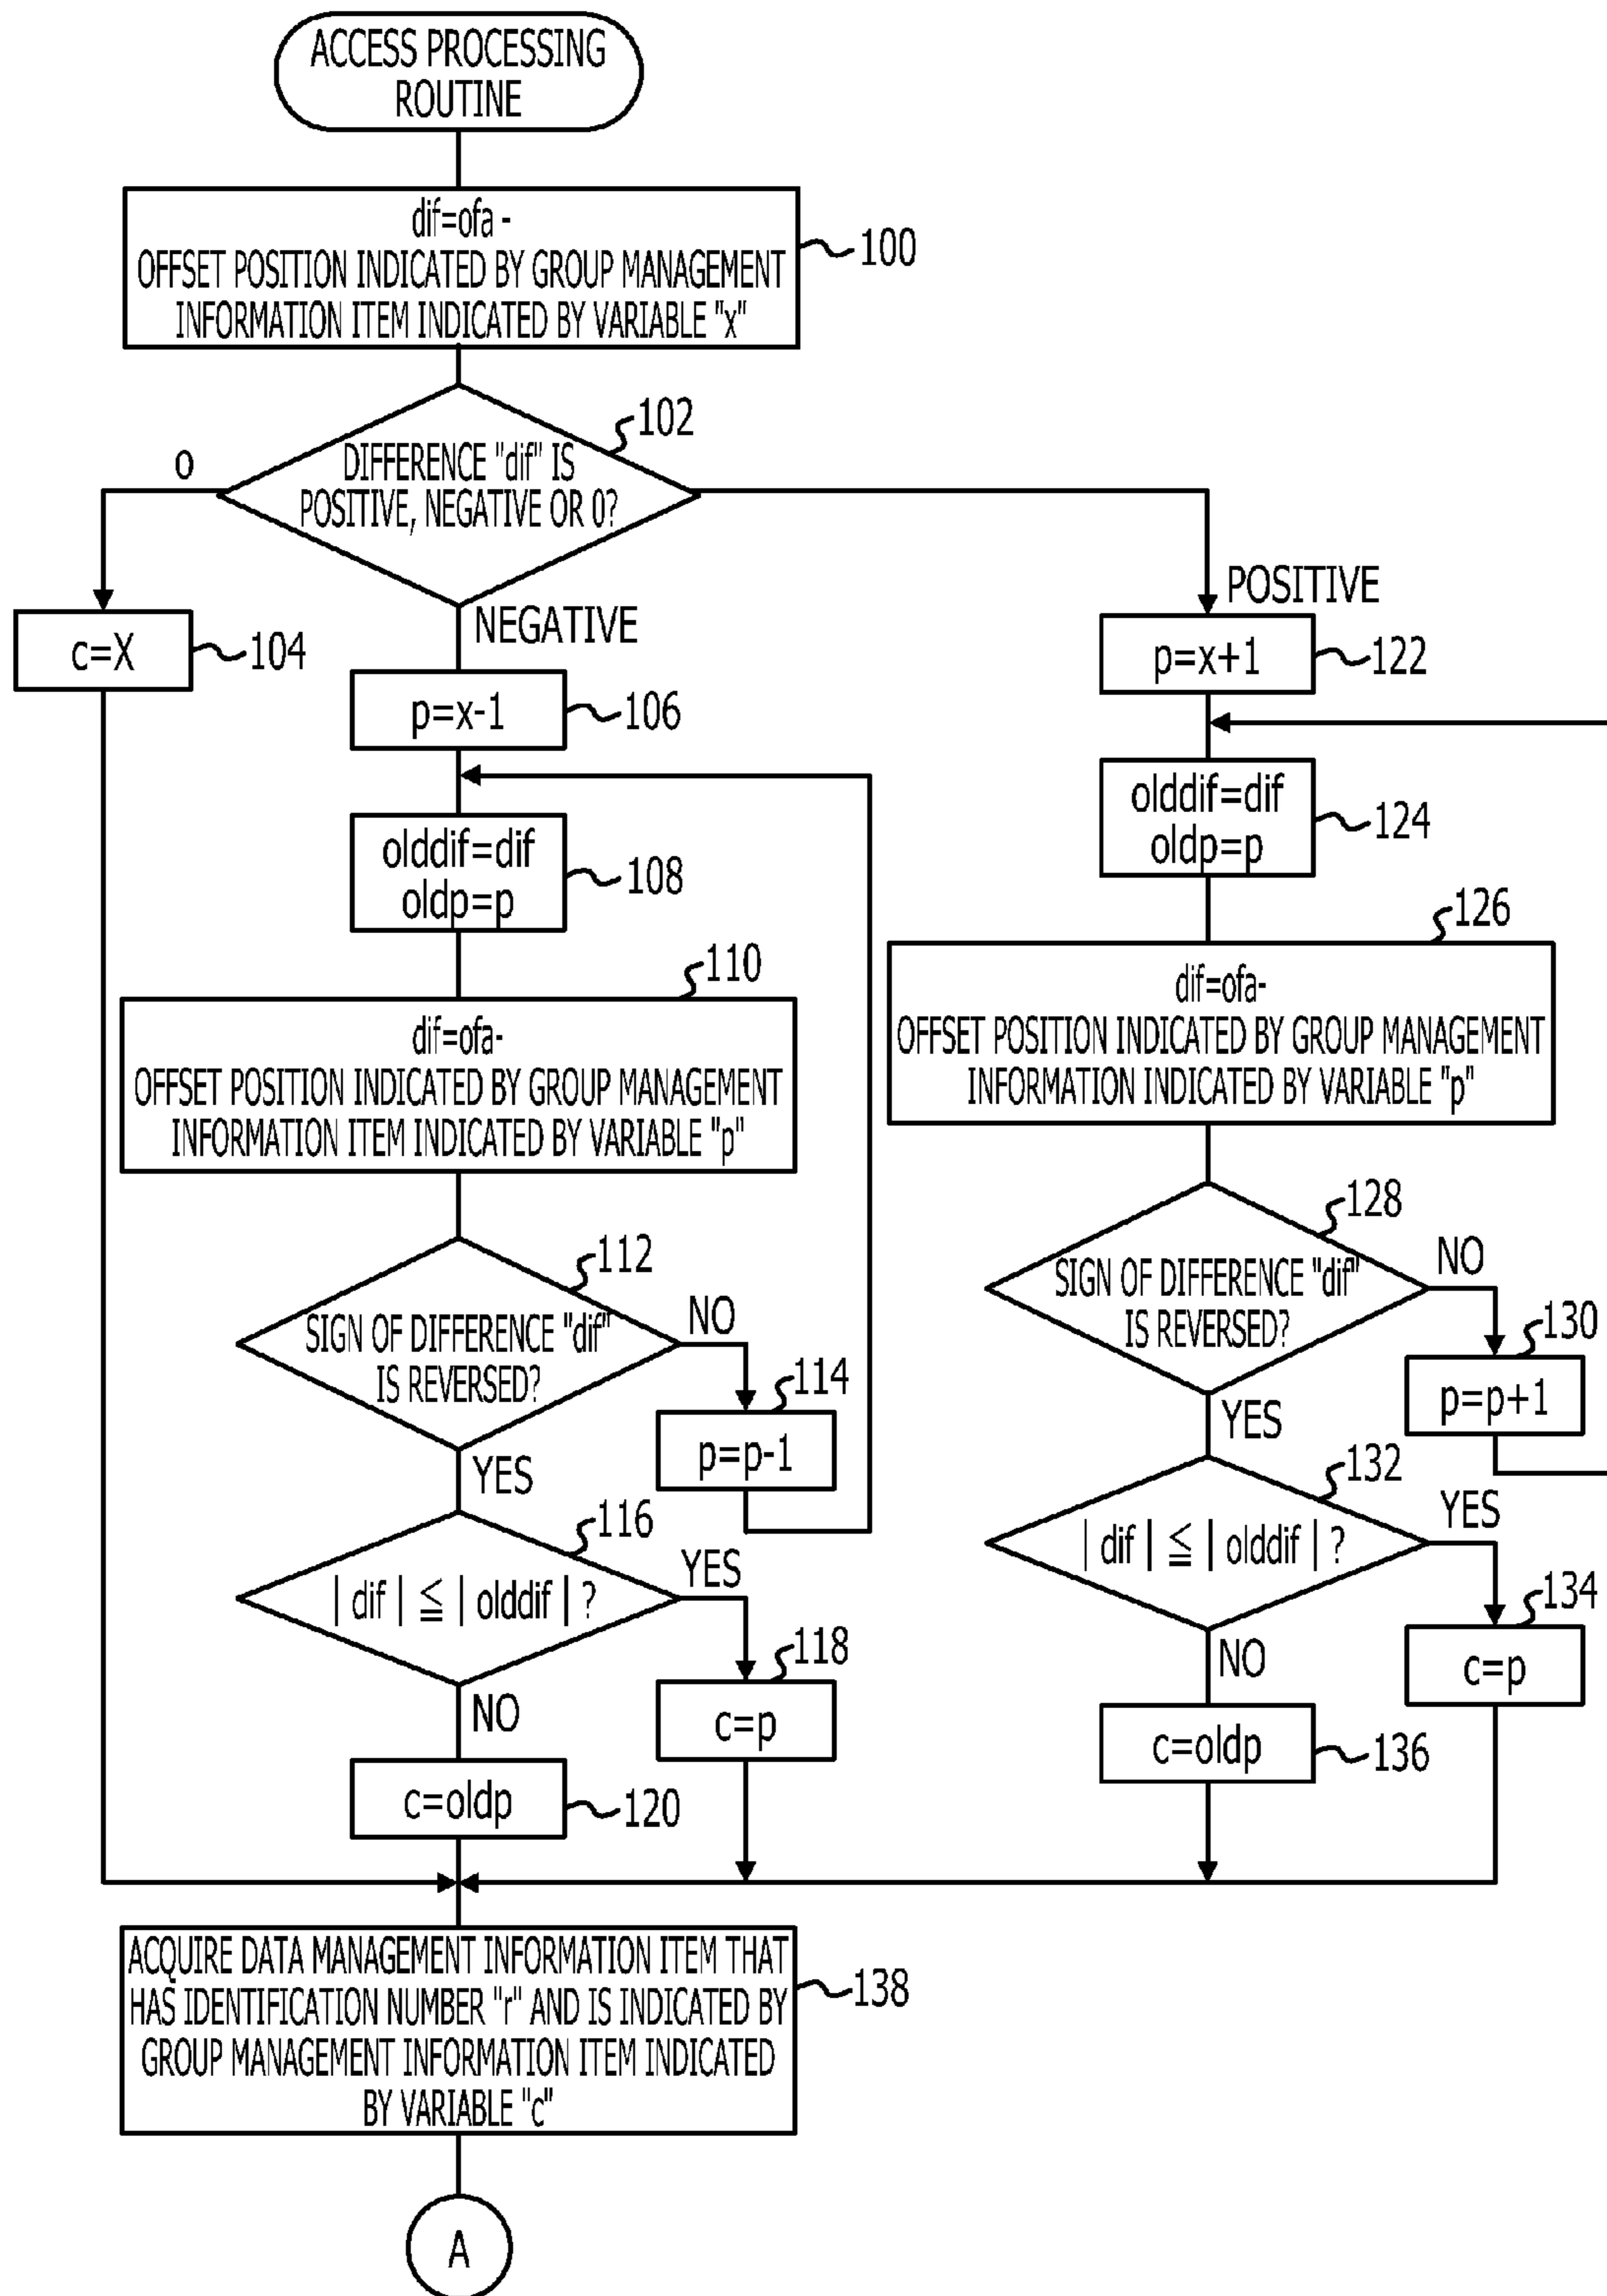 ACCESS PROCESSING
ROUTINE
dif=ofa -
OFFSET POSITION INDICATED BY GROUP MANAGEMENT
INFORMATION ITEM INDICATED BY VARIABLE "x"
100
102
DIFFERENCE "dif" IS
POSITIVE, NEGATIVE OR 0?
0
NEGATIVE
POSITIVE
c=X
104
p=x-1
106
olddif=dif
oldp=p
108
110
dif=ofa-
OFFSET POSITION INDICATED BY GROUP MANAGEMENT
INFORMATION ITEM INDICATED BY VARIABLE "p"
112
SIGN OF DIFFERENCE "dif"
IS REVERSED?
NO
114
p=p-1
YES
116
| dif | ≦ | olddif | ?
YES
118
c=p
NO
c=oldp
120
p=x+1
122
olddif=dif
oldp=p
124
126
dif=ofa-
OFFSET POSITION INDICATED BY GROUP MANAGEMENT
INFORMATION INDICATED BY VARIABLE "p"
128
SIGN OF DIFFERENCE "dif"
IS REVERSED?
NO
130
p=p+1
YES
132
| dif | ≦ | olddif | ?
YES
134
c=p
NO
c=oldp
136
ACQUIRE DATA MANAGEMENT INFORMATION ITEM THAT
HAS IDENTIFICATION NUMBER "r" AND IS INDICATED BY
GROUP MANAGEMENT INFORMATION ITEM INDICATED
BY VARIABLE "c"
138
A